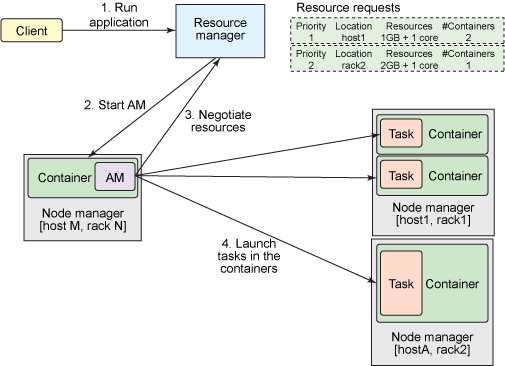 1. Run
application
Client
Resource
manager
Resource requests
Priority Location Resources #Containers
1 host1 1GB + 1 core 2
Priority Location Resources #Containers
2 rack2 2GB + 1 core 1
2. Start AM
3. Negotiate
resources
Container AM
Node manager
[host M, rack N]
Task Container
Task Container
Node manager
[host1, rack1]
4. Launch
tasks in the
containers
Task Container
Node manager
[hostA, rack2]